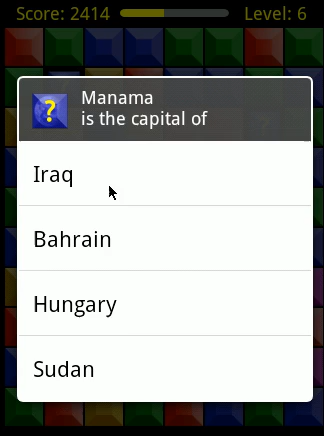 Score: 2414 Level: 6
?
Manama
is the capital of
Iraq
Bahrain
Hungary
Sudan